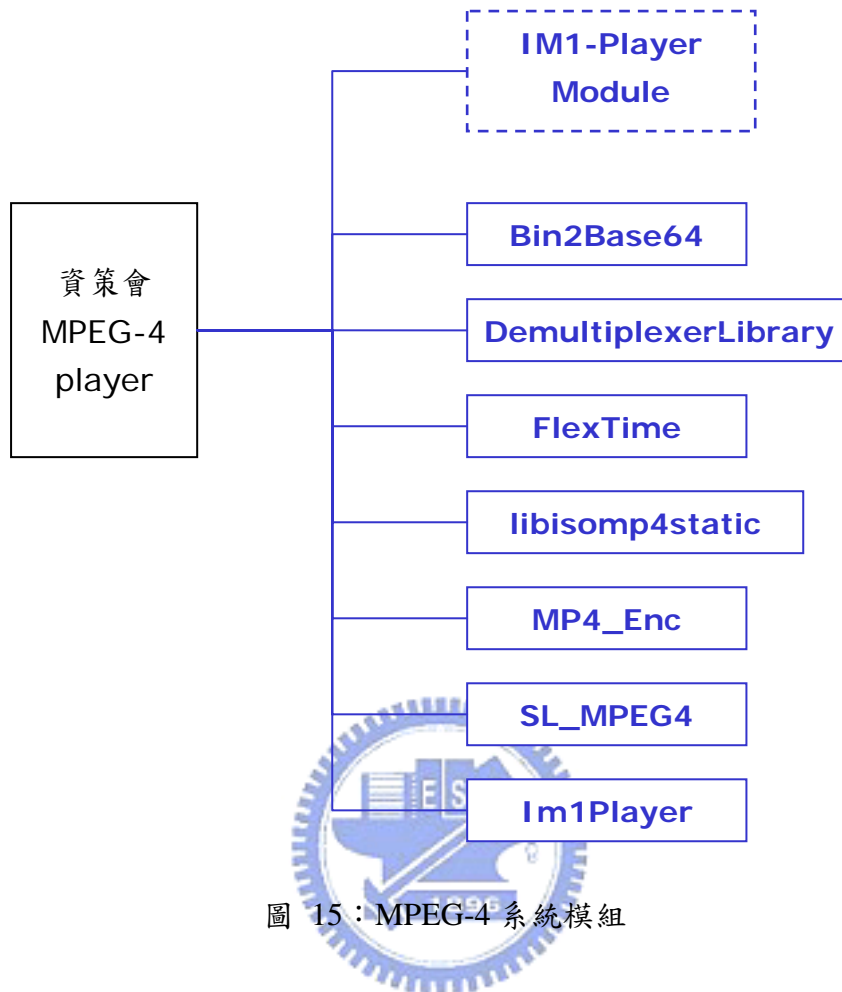 IM1-Player
Module
資策會
MPEG-4
player
Bin2Base64
DemultiplexerLibrary
FlexTime
libisomp4static
MP4_Enc
SL_MPEG4
Im1Player
E S
1896
圖 15：MPEG-4 系統模組